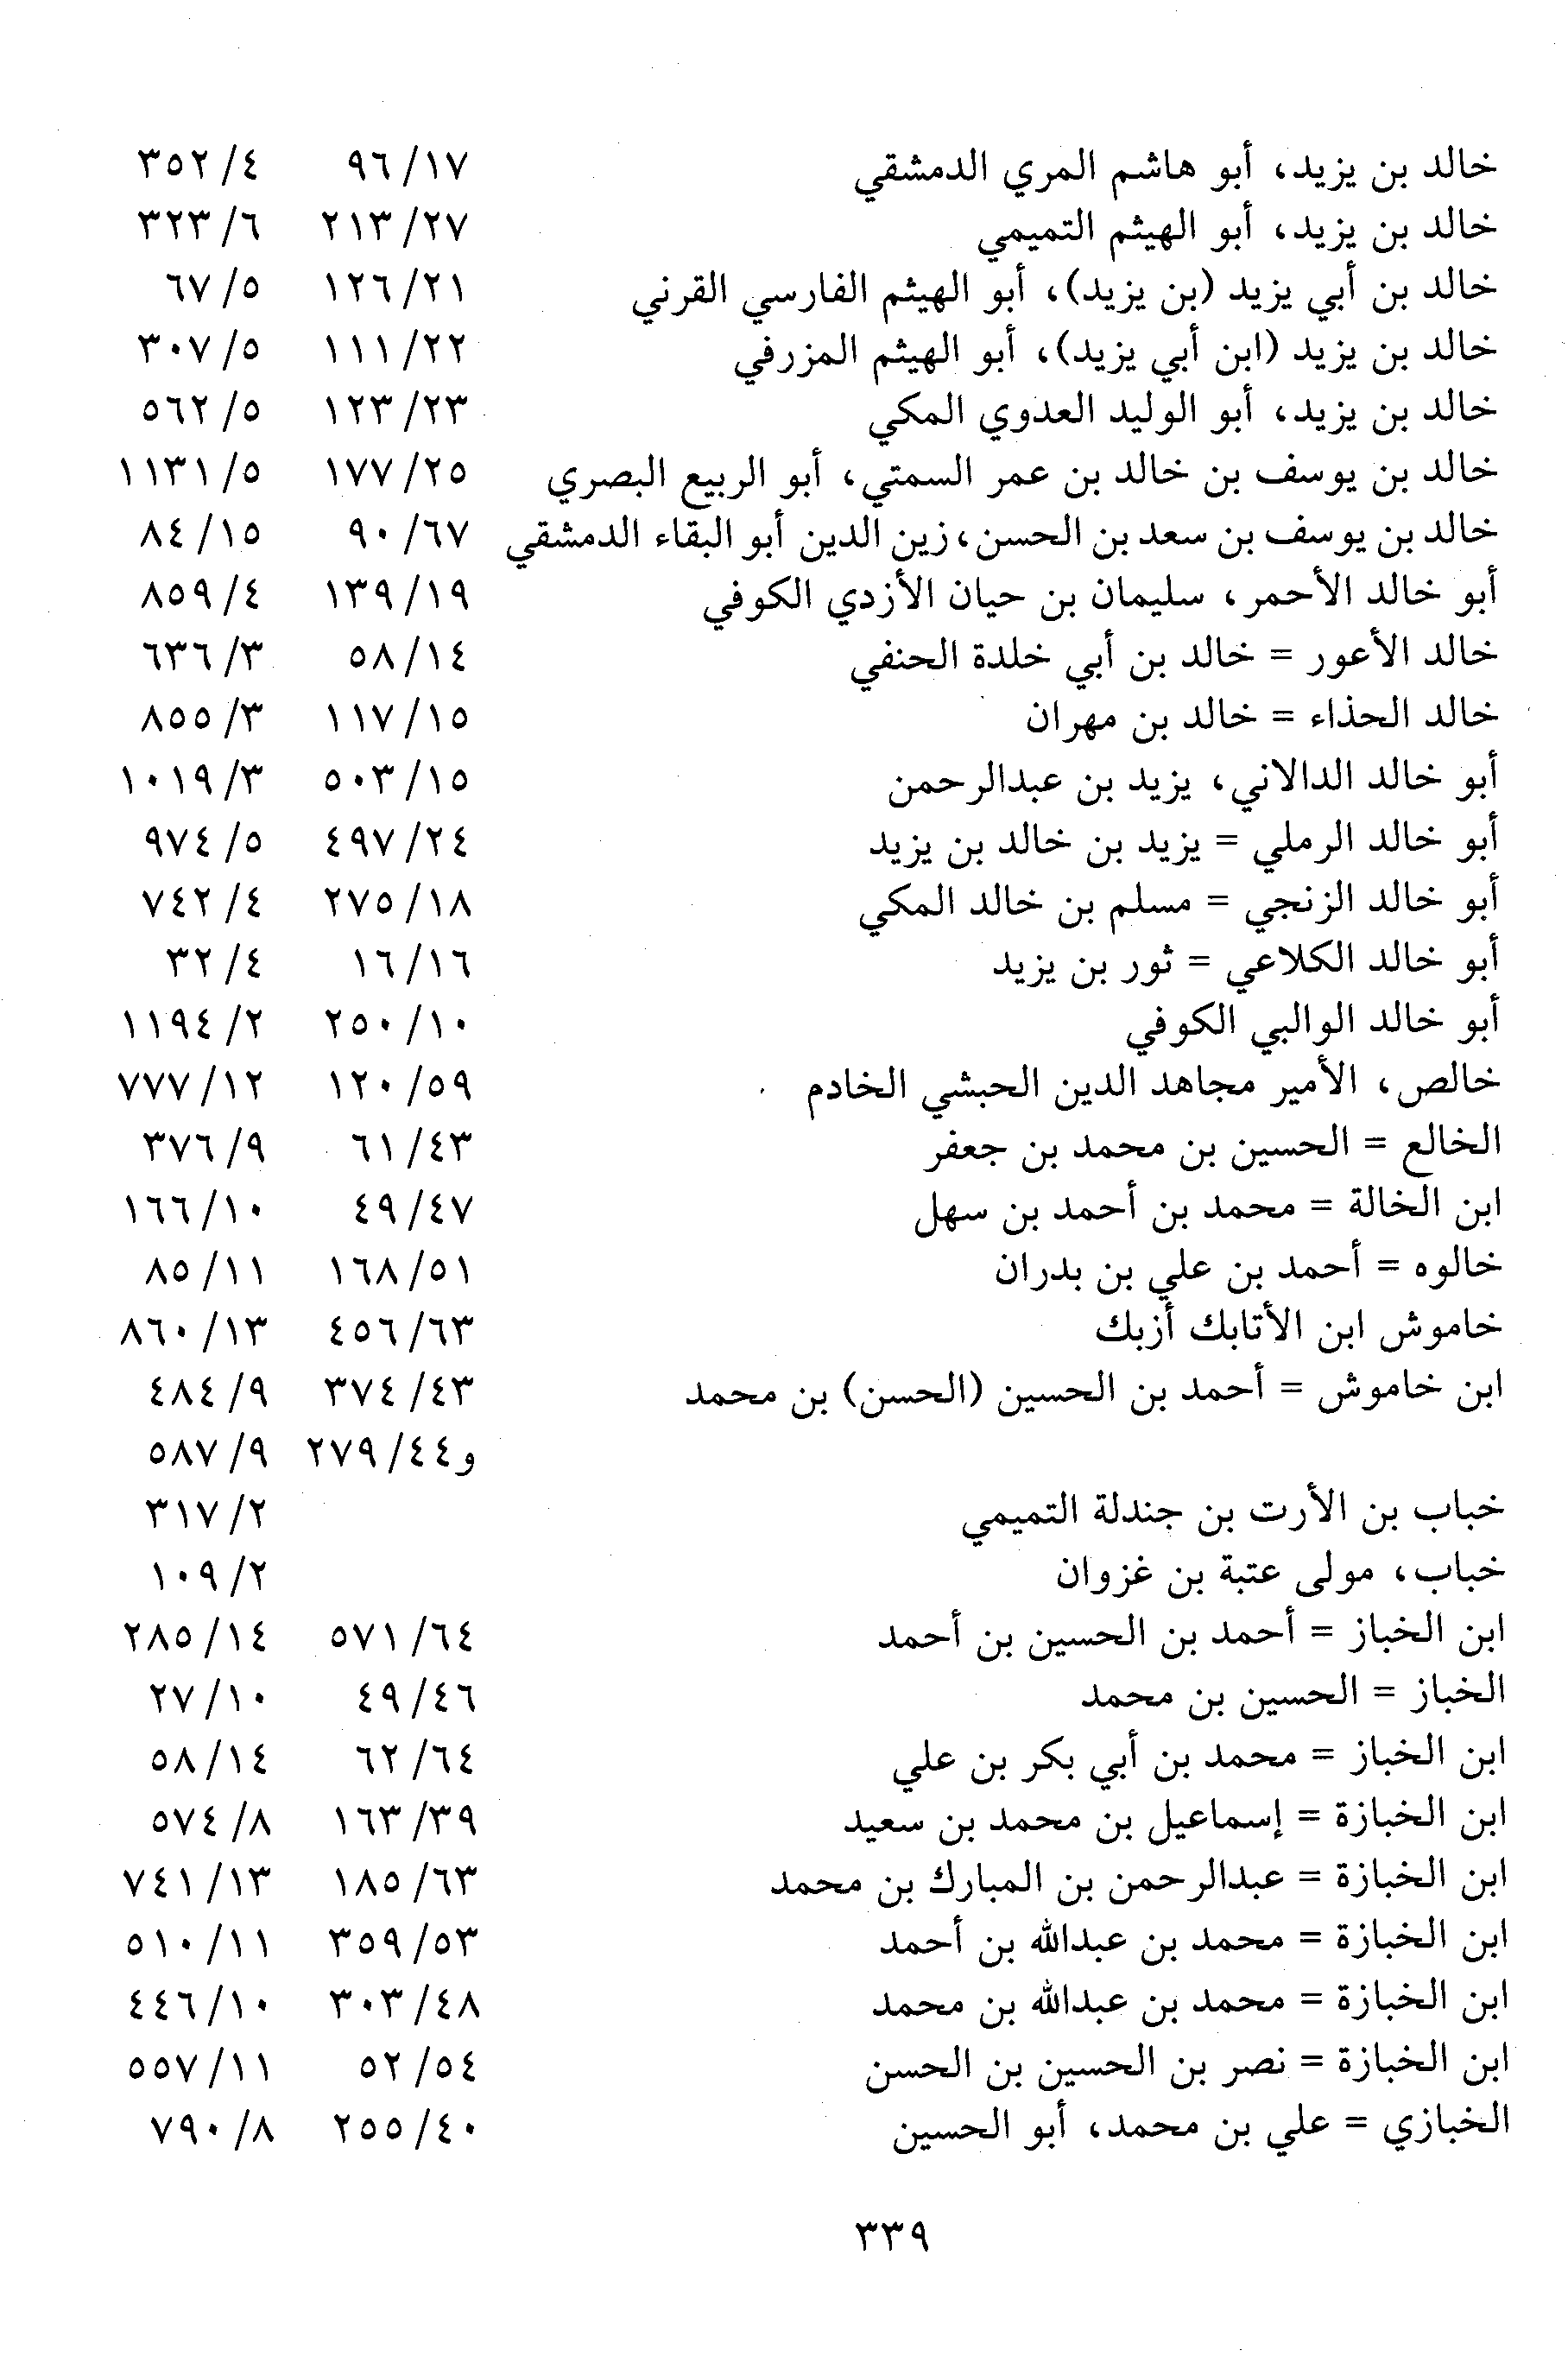 خالد بن يزيد، أبو هاشم المري الدمشقي ١٧/ ٩٦ ٤/ ٣٥٢
خالد بن يزيد، أبو الهيثم التميمي ٢٧/ ٢١٣ ٦/ ٣٢٣
خالد بن أبي يزيد (بن يزيد)، أبو الهيثم الفارسي القرني ٢١/ ١٢٦ ٥/ ٦٧
خالد بن يزيد (ابن أبي يزيد)، أبو الهيثم المزرفي ٢٢/ ١١١ ٥/ ٣٠٧
خالد بن يزيد، أبو الوليد العدوي المكي ٢٣/ ١٢٣ ٥/ ٥٦٢
خالد بن يوسف بن خالد بن عمر السمتي، أبو الربيع البصري ٢٥/ ١٧٧ ٥/ ١١٣١
خالد بن يوسف بن سعد بن الحسن، زين الدين أبو البقاء الدمشقي ٦٧/ ٩٠ ١٥/ ٨٤
أبو خالد الأحمر، سليمان بن حيان الأزدي الكوفي ١٩/ ١٣٩ ٤/ ٨٥٩
خالد الأعور = خالد بن أبي خلدة الحنفي ١٤/ ٥٨ ٣/ ٦٣٦
خالد الحذاء = خالد بن مهران ١٥/ ١١٧ ٣/ ٨٥٥
أبو خالد الدالاني، يزيد بن عبدالرحمن ١٥/ ٥٠٣ ٣/ ١٠١٩
أبو خالد الرملي = يزيد بن خالد بن يزيد ٢٤/ ٤٩٧ ٥/ ٩٧٤
أبو خالد الزنجي = مسلم بن خالد المكي ١٨/ ٢٧٥ ٤/ ٧٤٢
أبو خالد الكلاعي = ثور بن يزيد ١٦/ ١٦ ٤/ ٣٢
أبو خالد الوالبي الكوفي ١٠/ ٢٥٠ ٢/ ١١٩٤
خالص، الأمير مجاهد الدين الحبشي الخادم ٥٩/ ١٢٠ ١٢/ ٧٧٧
الخالع = الحسين بن محمد بن جعفر ٤٣/ ٦١ ٩/ ٣٧٦
ابن الخالة = محمد بن أحمد بن سهل ٤٧/ ٤٩ ١٠/ ١٦٦
خالوه = أحمد بن علي بن بدران ٥١/ ١٦٨ ١١/ ٨٥
خاموش ابن الأتابك أزبك ٦٣/ ٤٥٦ ١٣/ ٨٦٠
ابن خاموش = أحمد بن الحسين (الحسن) بن محمد ٤٣/ ٣٧٤ ٩/ ٤٨٤
و٤٤/ ٢٧٩ ٩/ ٥٨٧
خباب بن الأرت بن جندلة التميمي ٢/ ٣١٧
خباب، مولى عتبة بن غزوان ٢/ ١٠٩
ابن الخباز = أحمد بن الحسين بن أحمد ٦٤/ ٥٧١ ١٤/ ٢٨٥
الخباز = الحسين بن محمد ٤٦/ ٤٩ ١٠/ ٢٧
ابن الخباز = محمد بن أبي بكر بن علي ٦٤/ ٦٢ ١٤/ ٥٨
ابن الخبازة = إسماعيل بن محمد بن سعيد ٣٩/ ١٦٣ ٨/ ٥٧٤
ابن الخبازة = عبدالرحمن بن المبارك بن محمد ٦٣/ ١٨٥ ١٣/ ٧٤١
ابن الخبازة = محمد بن عبدالله بن أحمد ٥٣/ ٣٥٩ ١١/ ٥١٠
ابن الخبازة = محمد بن عبدالله بن محمد ٤٨/ ٣٠٣ ١٠/ ٤٤٦
ابن الخبازة = نصر بن الحسين بن الحسن ٥٤/ ٥٢ ١١/ ٥٥٧
الخبازي = علي بن محمد، أبو الحسين ٤٠/ ٢٥٥ ٨/ ٧٩٠
٣٣٩